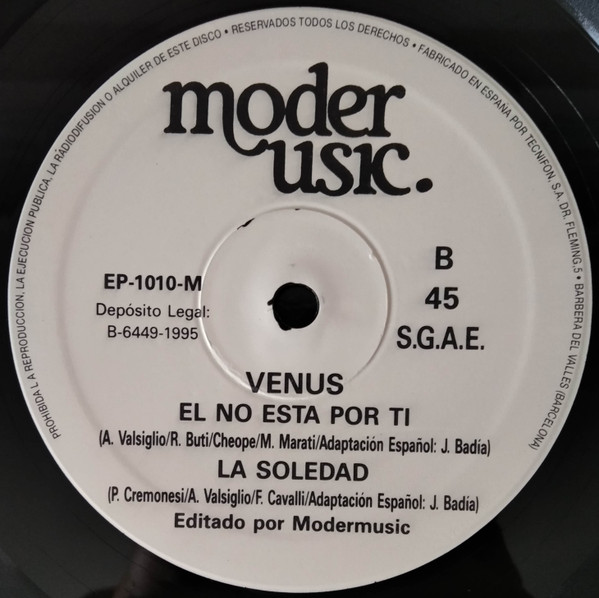 PROHIBIDA LA REPRODUCCION, LA EJECUCION PUBLICA, LA RADIODIFUSION O ALQUILER DE ESTE DISCO • RESERVADOS TODOS LOS DERECHOS • FABRICADO EN ESPAÑA POR TECNIFON, S.A. DR. FLEMING, 5 • BARBERA DEL VALLES (BARCELONA)
moder
usic.
EP-1010-M
Depósito Legal:
B-6449-1995
B
45
S.G.A.E.
VENUS
EL NO ESTA POR TI
(A. Valsiglio/R. Buti/Cheope/M. Marati/Adaptación Español: J. Badía)
LA SOLEDAD
(P. Cremonesi/A. Valsiglio/F. Cavalli/Adaptación Español: J. Badía)
Editado por Modermusic